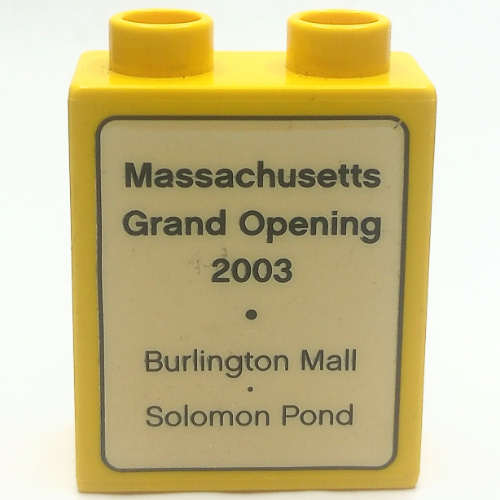 Massachusetts
Grand Opening
2003
•
Burlington Mall
·
Solomon Pond